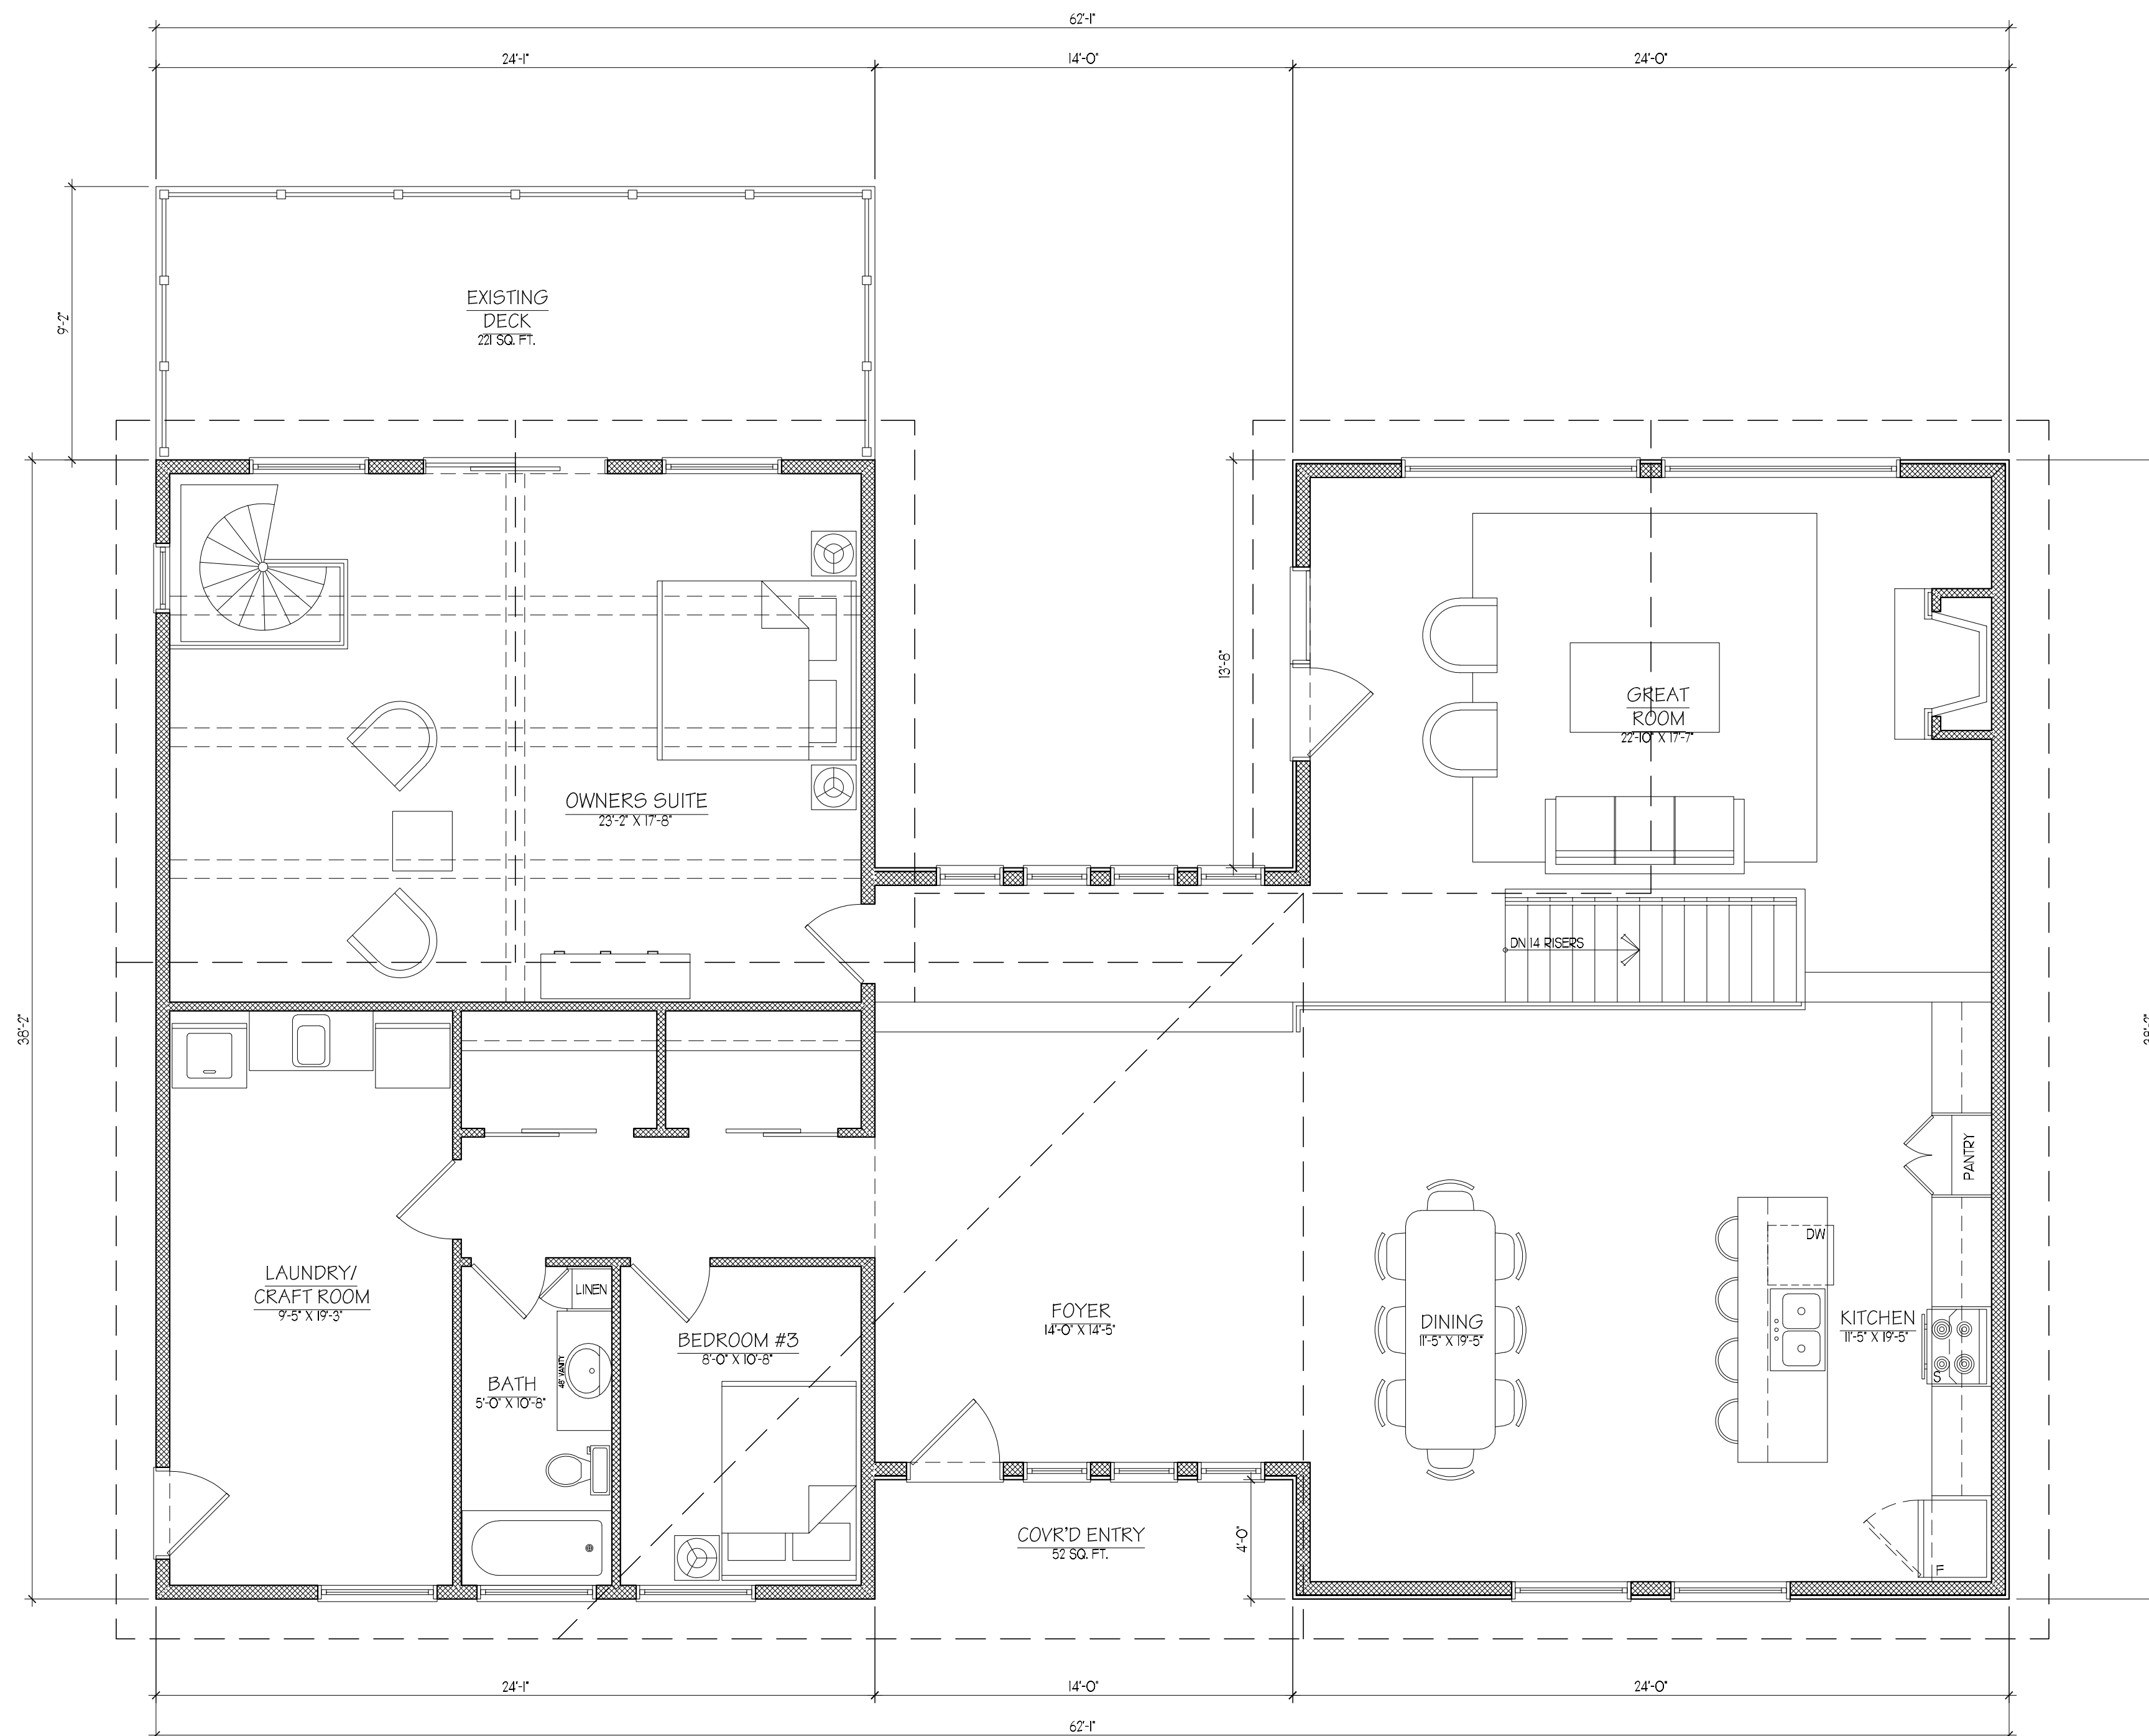 62'-1"
24'-1"
14'-0"
24'-0"
9'-2"
EXISTING
DECK
221 SQ. FT.
13'-8"
GREAT
ROOM
22'-10" X 17'-7"
OWNERS SUITE
23'-2" X 17'-8"
DN 14 RISERS
38'-2"
38'-2"
PANTRY
DW
LAUNDRY/
CRAFT ROOM
9'-5" X 19'-3"
LINEN
FOYER
14'-0" X 14'-5"
DINING
11'-5" X 19'-5"
KITCHEN
11'-5" X 19'-5"
BEDROOM #3
8'-0" X 10'-8"
48" VANITY
S
BATH
5'-0" X 10'-8"
COVR'D ENTRY
52 SQ. FT.
4'-0"
F
24'-1"
14'-0"
24'-0"
62'-1"